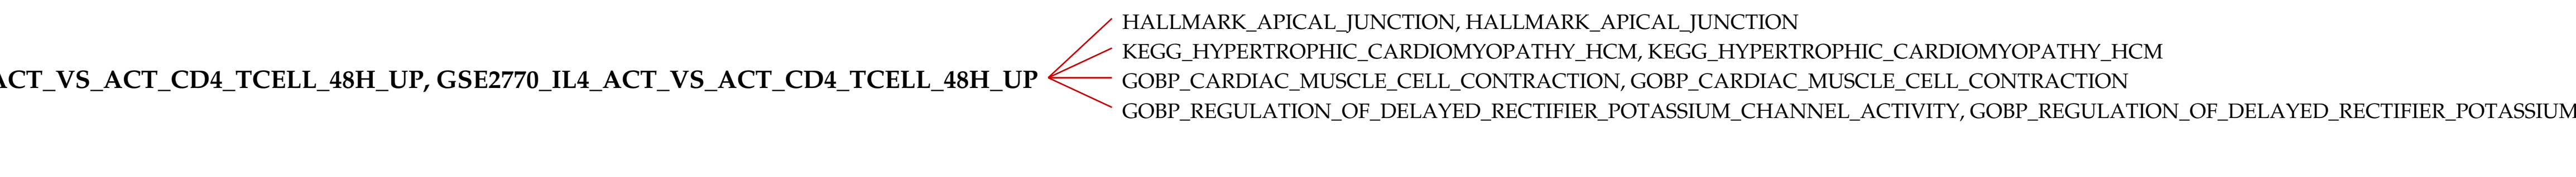 HALLMARK_APICAL_JUNCTION, HALLMARK_APICAL_JUNCTION
KEGG_HYPERTROPHIC_CARDIOMYOPATHY_HCM, KEGG_HYPERTROPHIC_CARDIOMYOPATHY_HCM
ACT_VS_ACT_CD4_TCELL_48H_UP, GSE2770_IL4_ACT_VS_ACT_CD4_TCELL_48H_UP
GOBP_CARDIAC_MUSCLE_CELL_CONTRACTION, GOBP_CARDIAC_MUSCLE_CELL_CONTRACTION
GOBP_REGULATION_OF_DELAYED_RECTIFIER_POTASSIUM_CHANNEL_ACTIVITY, GOBP_REGULATION_OF_DELAYED_RECTIFIER_POTASSIUM